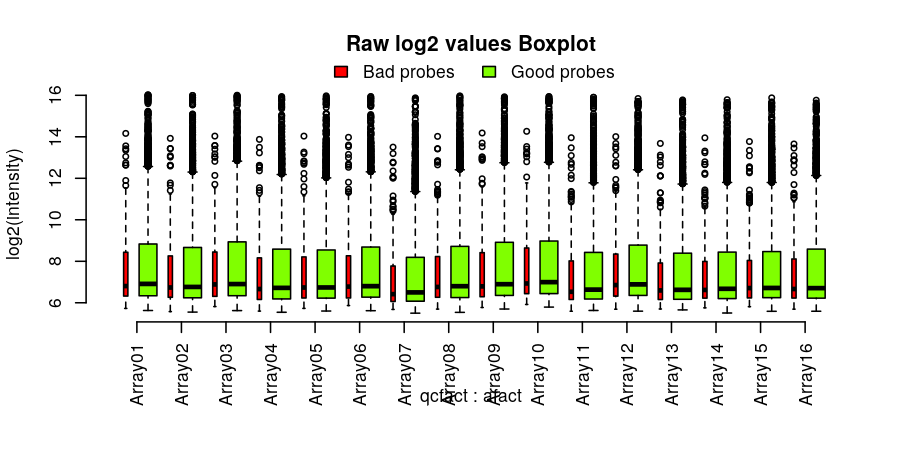 Raw log2 values Boxplot
Bad probes
Good probes
log2(Intensity)
16
14
12
10
8
6
Array01
Array02
Array03
Array04
Array05
Array06
Array07
Array08
Array09
Array10
Array11
Array12
Array13
Array14
Array15
Array16
qcfact : afact